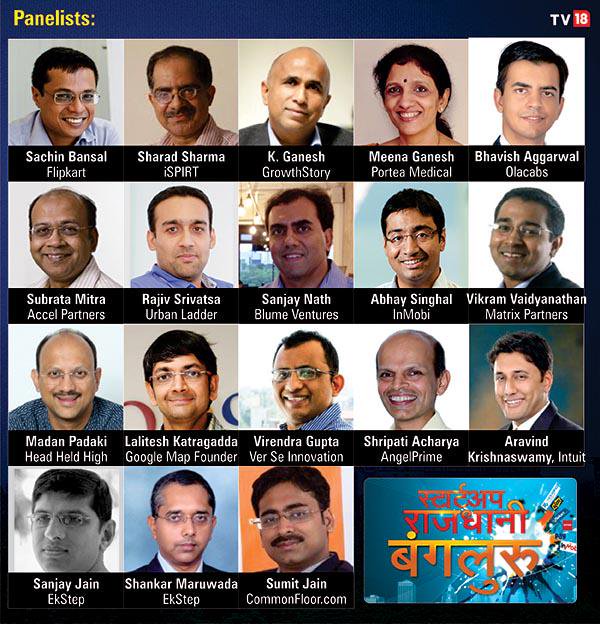 Panelists:
TV 18
Sachin Bansal
Flipkart
Sharad Sharma
iSPIRT
K. Ganesh
GrowthStory
Meena Ganesh
Portea Medical
Bhavish Aggarwal
Olacabs
Subrata Mitra
Accel Partners
Rajiv Srivatsa
Urban Ladder
Sanjay Nath
Blume Ventures
Abhay Singhal
InMobi
Vikram Vaidyanathan
Matrix Partners
Madan Padaki
Head Held High
Lalitesh Katragadda
Google Map Founder
Virendra Gupta
Ver Se Innovation
Shripati Acharya
AngelPrime
Aravind
Krishnaswamy, Intuit
Sanjay Jain
EkStep
Shankar Maruwada
EkStep
Sumit Jain
CommonFloor.com
स्टार्टअप
राजधानी
बंगलुरू